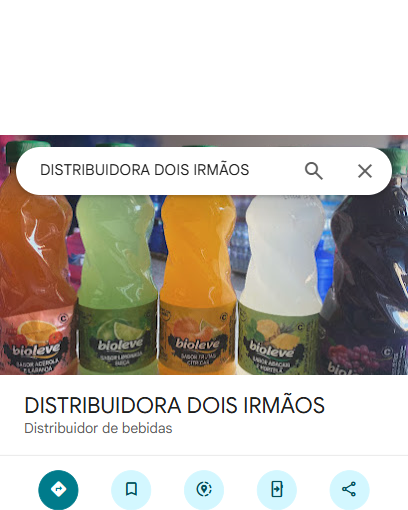 DISTRIBUIDORA DOIS IRMÃOS
bioleve
SABOR ACEROLA
E LARANJA
bioleve
SABOR LIMONADA
SUÍÇA
bioleve
SABOR FRUTAS
CÍTRICAS
bioleve
SABOR ABACAXI
E HORTELÃ
biolev
DISTRIBUIDORA DOIS IRMÃOS
Distribuidor de bebidas